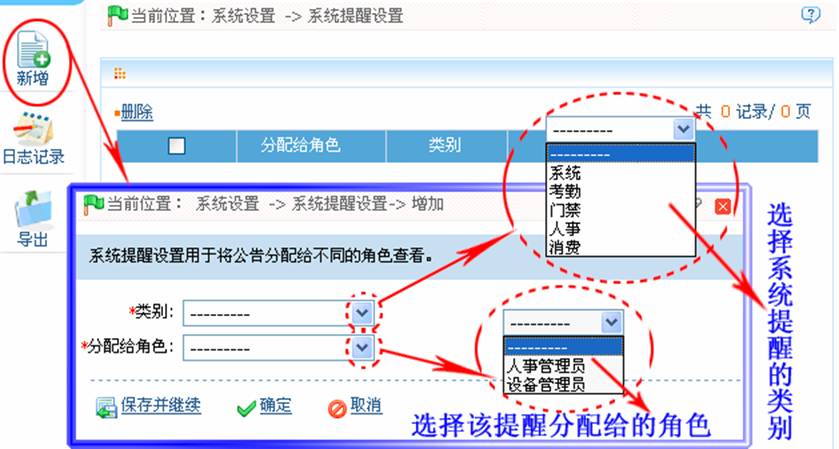 当前位置：系统设置 -> 系统提醒设置
新增
日志记录
导出
删除
共 0 记录/ 0 页
分配给角色
类别
---------
---------
系统
考勤
门禁
人事
消费
当前位置： 系统设置 -> 系统提醒设置-> 增加
系统提醒设置用于将公告分配给不同的角色查看。
*类别：
---------
*分配给角色：
---------
---------
---------
人事管理员
设备管理员
保存并继续
确定
取消
选择该提醒分配给的角色
选择系统提醒的类别